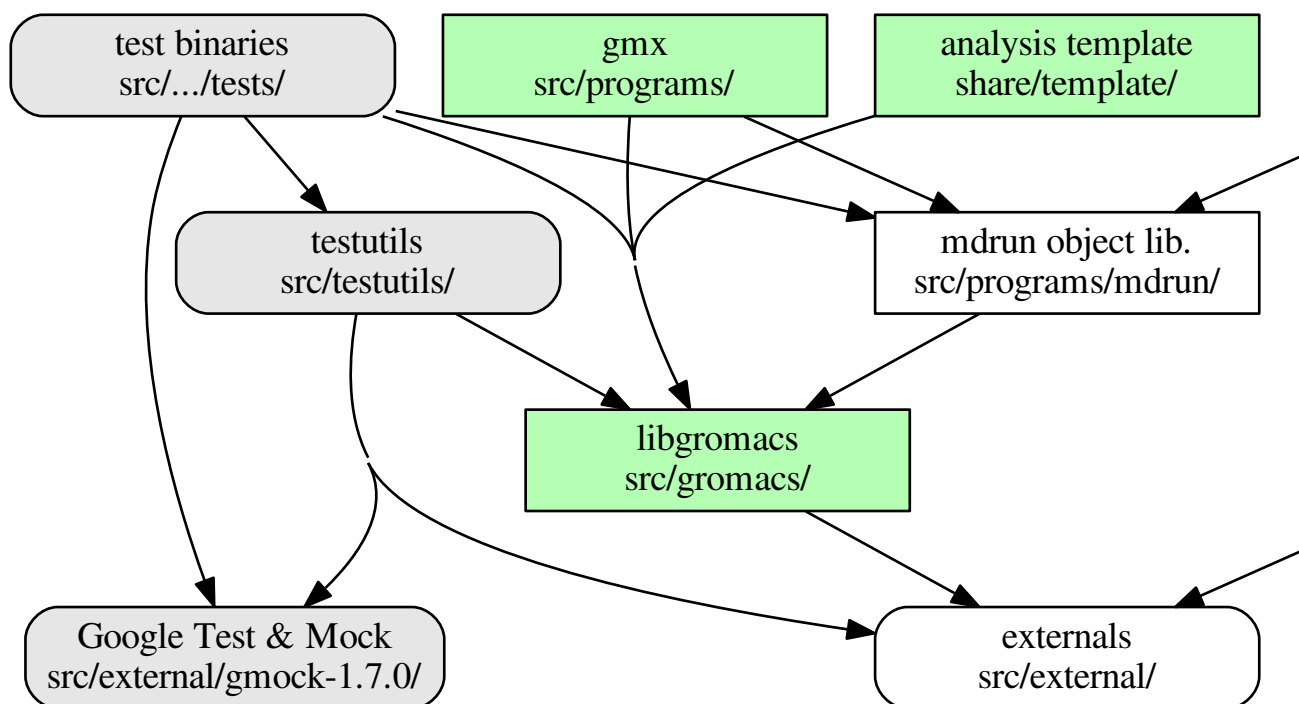 test binaries
src/.../tests/
gmx
src/programs/
analysis template
share/template/
testutils
src/testutils/
mdrun object lib.
src/programs/mdrun/
libgromacs
src/gromacs/
Google Test & Mock
src/external/gmock-1.7.0/
externals
src/external/